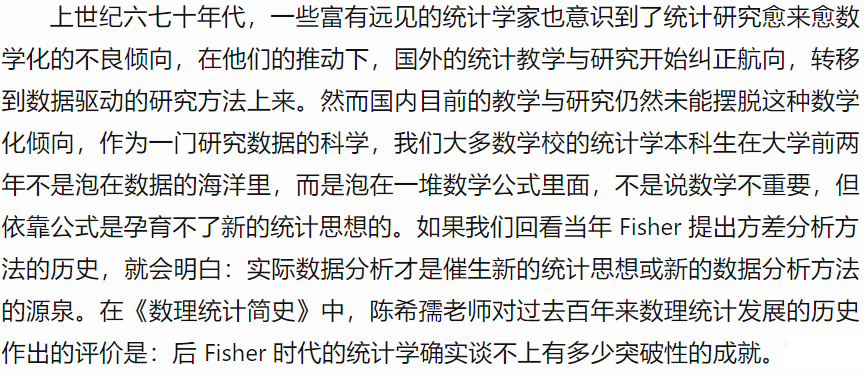 上世纪六七十年代，一些富有远见的统计学家也意识到了统计研究愈来愈数
学化的不良倾向，在他们的推动下，国外的统计教学与研究开始纠正航向，转移
到数据驱动的研究方法上来。然而国内目前的教学与研究仍然未能摆脱这种数学
化倾向，作为一门研究数据的科学，我们大多数学校的统计学本科生在大学前两
年不是泡在数据的海洋里，而是泡在一堆数学公式里面，不是说数学不重要，但
依靠公式是孕育不了新的统计思想的。如果我们回看当年 Fisher 提出方差分析方
法的历史，就会明白：实际数据分析才是催生新的统计思想或新的数据分析方法
的源泉。在《数理统计简史》中，陈希孺老师对过去百年来数理统计发展的历史
作出的评价是：后 Fisher 时代的统计学确实谈不上有多少突破性的成就。